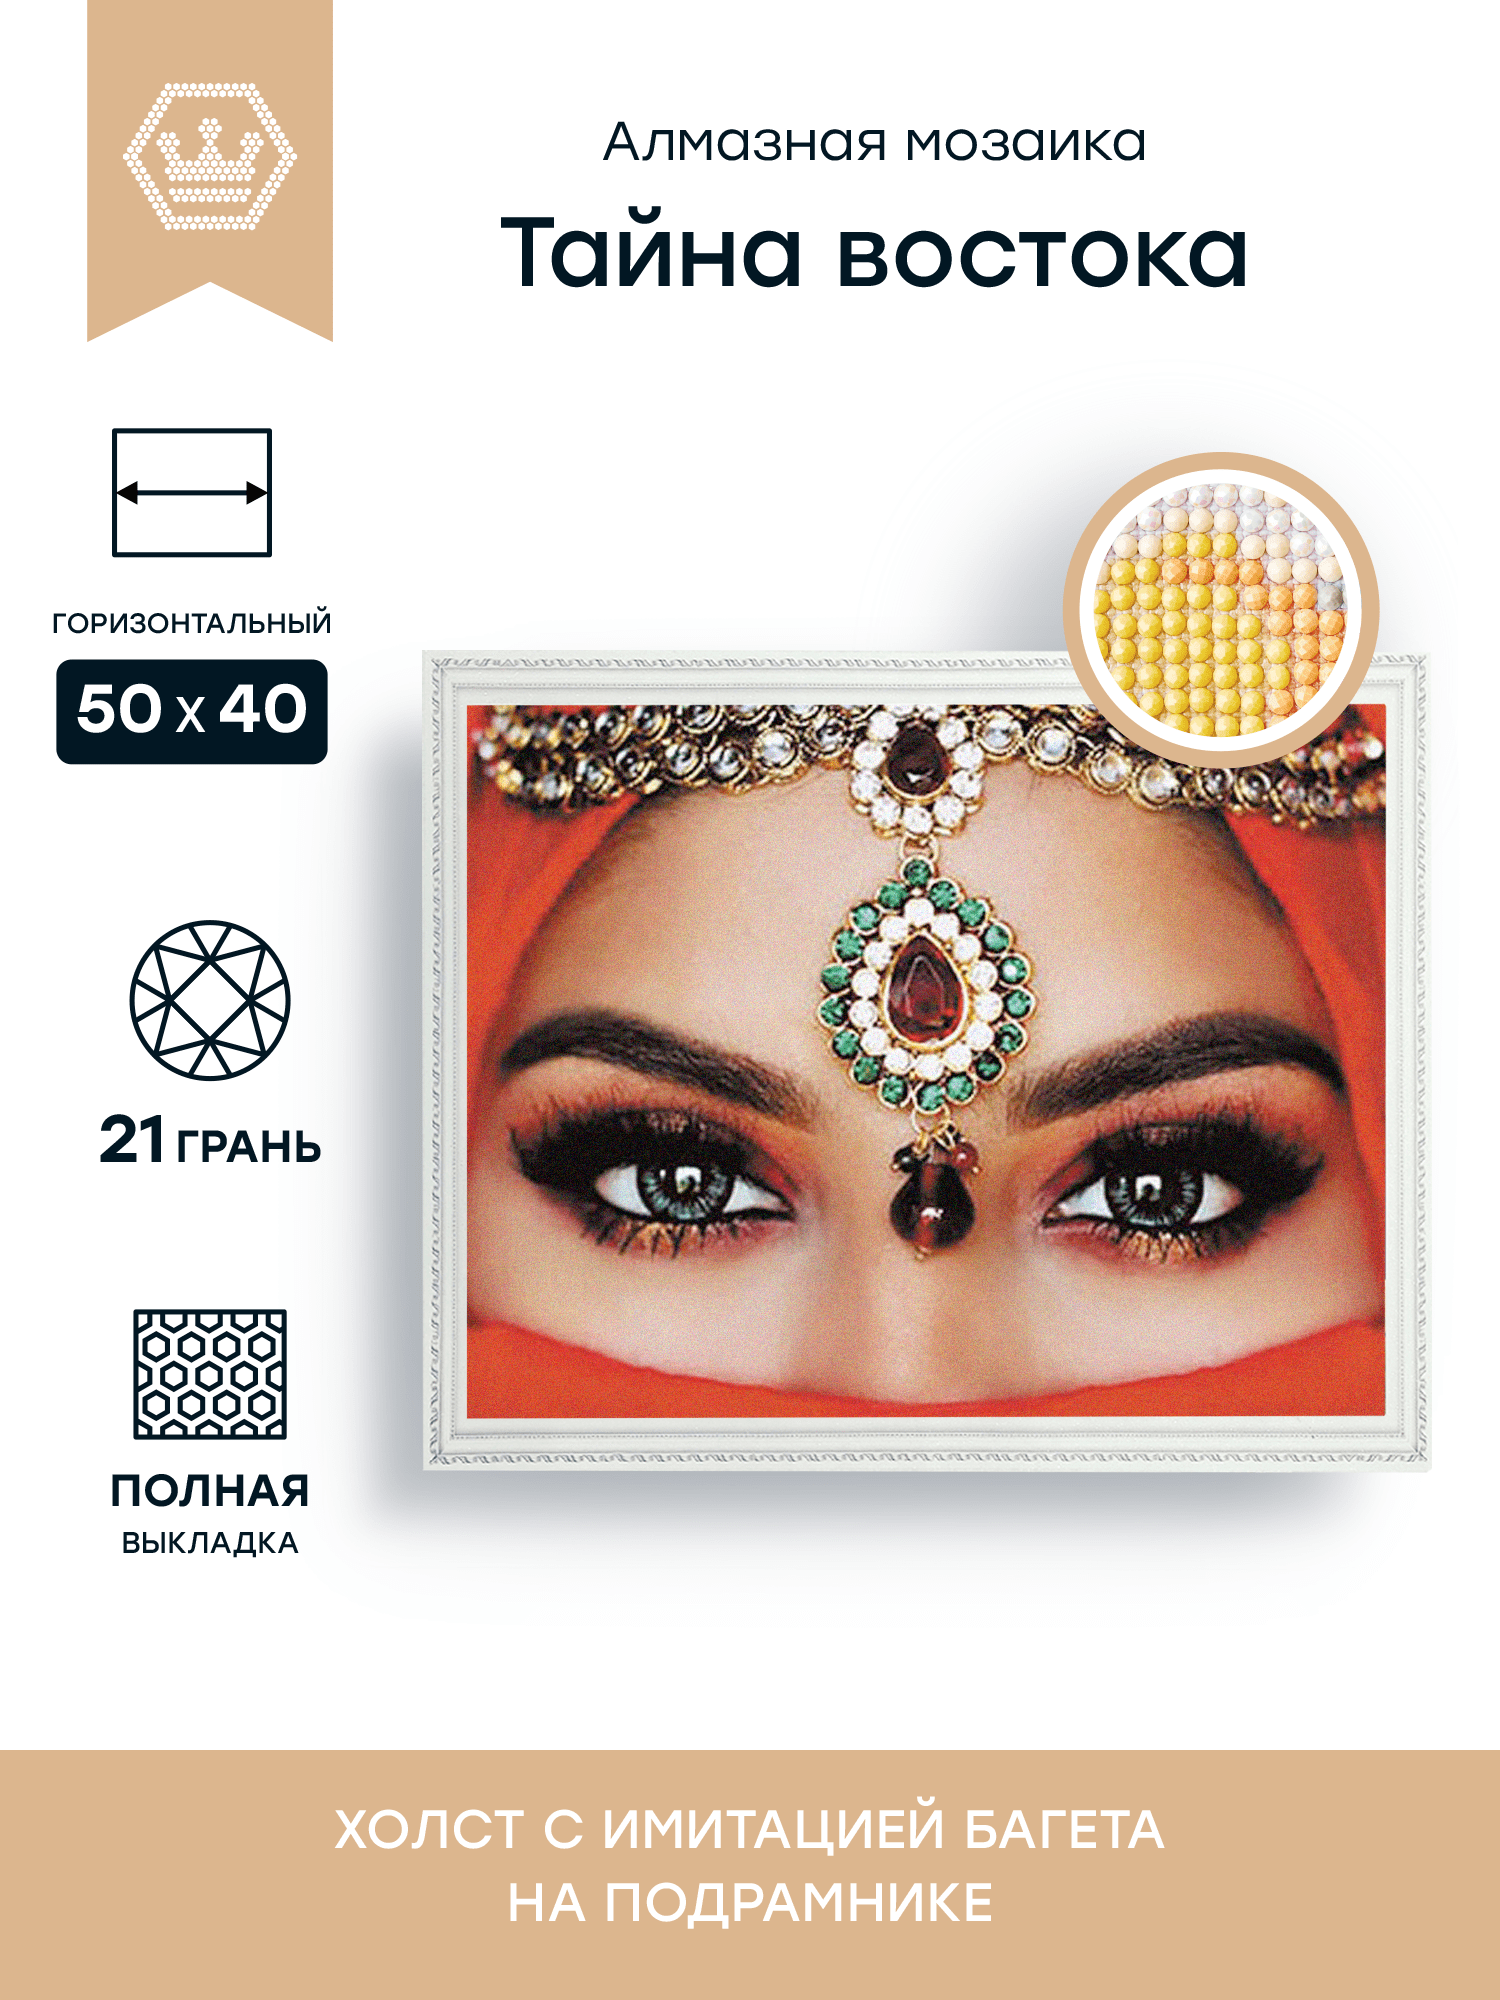 Алмазная мозаика
Тайна востока
ГОРИЗОНТАЛЬНЫЙ
50 X 40
21 ГРАНЬ
ПОЛНАЯ
ВЫКЛАДКА
ХОЛСТ С ИМИТАЦИЕЙ БАГЕТА
НА ПОДРАМНИКЕ